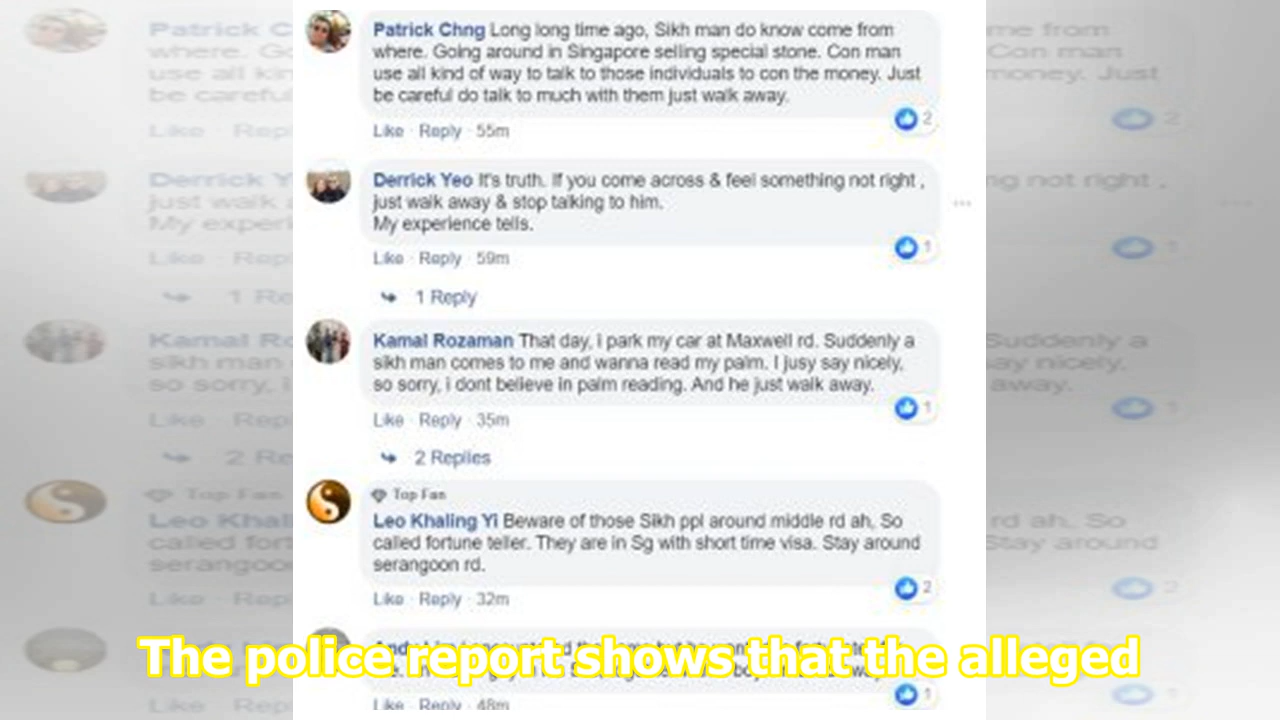 Patrick Chng Long long time ago, Sikh man do know come from
where. Going around in Singapore selling special stone. Con man
use all kind of way to talk to those individuals to con the money. Just
be careful do talk to much with them just walk away.
Like · Reply · 55m
2
Derrick Yeo It's truth. If you come across & feel something not right ,
just walk away & stop talking to him.
My experience tells.
Like · Reply · 59m
1
1 Reply
Kamal Rozaman That day, i park my car at Maxwell rd. Suddenly a
sikh man comes to me and wanna read my palm. I jusy say nicely,
so sorry, i dont believe in palm reading. And he just walk away.
Like · Reply · 35m
1
2 Replies
Top Fan
Leo Khaling Yi Beware of those Sikh ppl around middle rd ah, So
called fortune teller. They are in Sg with short time visa. Stay around
serangoon rd.
Like · Reply · 32m
2
The police report shows that the alleged
Like · Reply · 48m
1